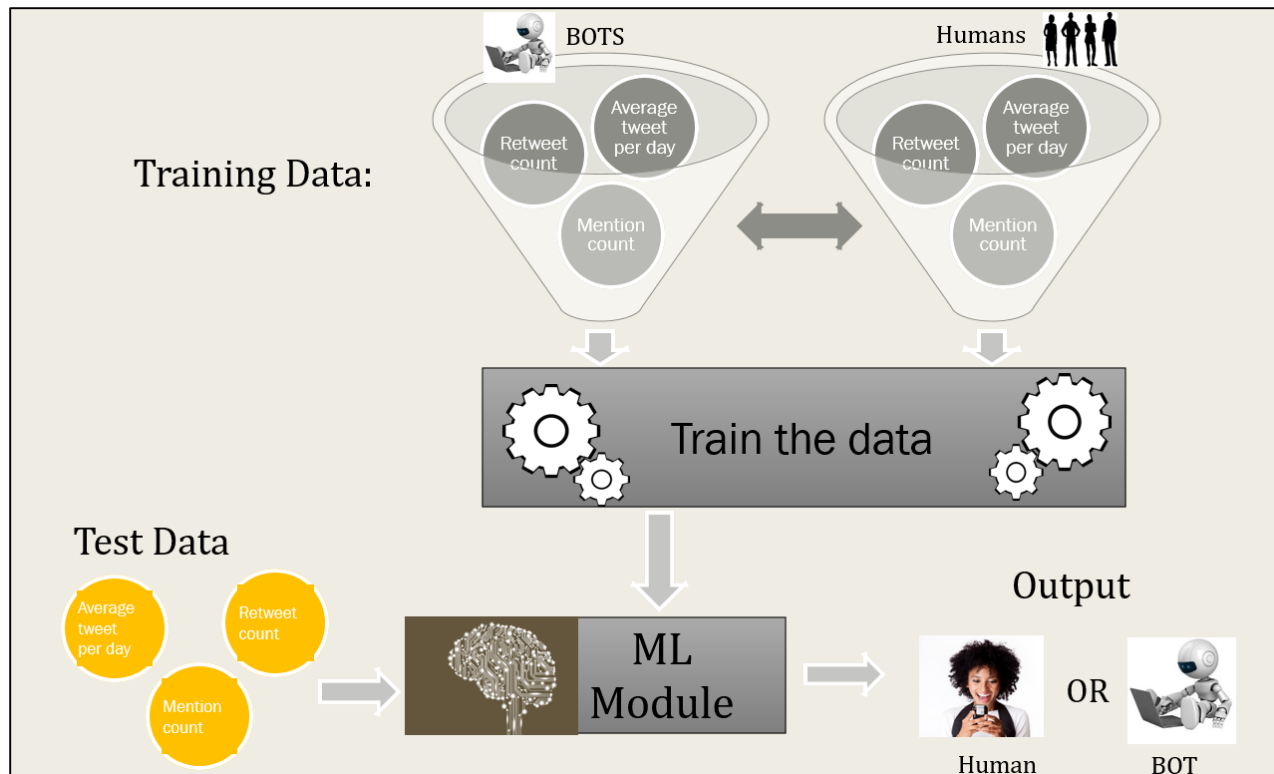 BOTS
Humans
Training Data:
Retweet
count
Average
tweet
per day
Mention
count
Retweet
count
Average
tweet
per day
Mention
count
Train the data
Test Data
Average
tweet
per day
Retweet
count
Mention
count
ML
Module
Output
OR
Human
BOT